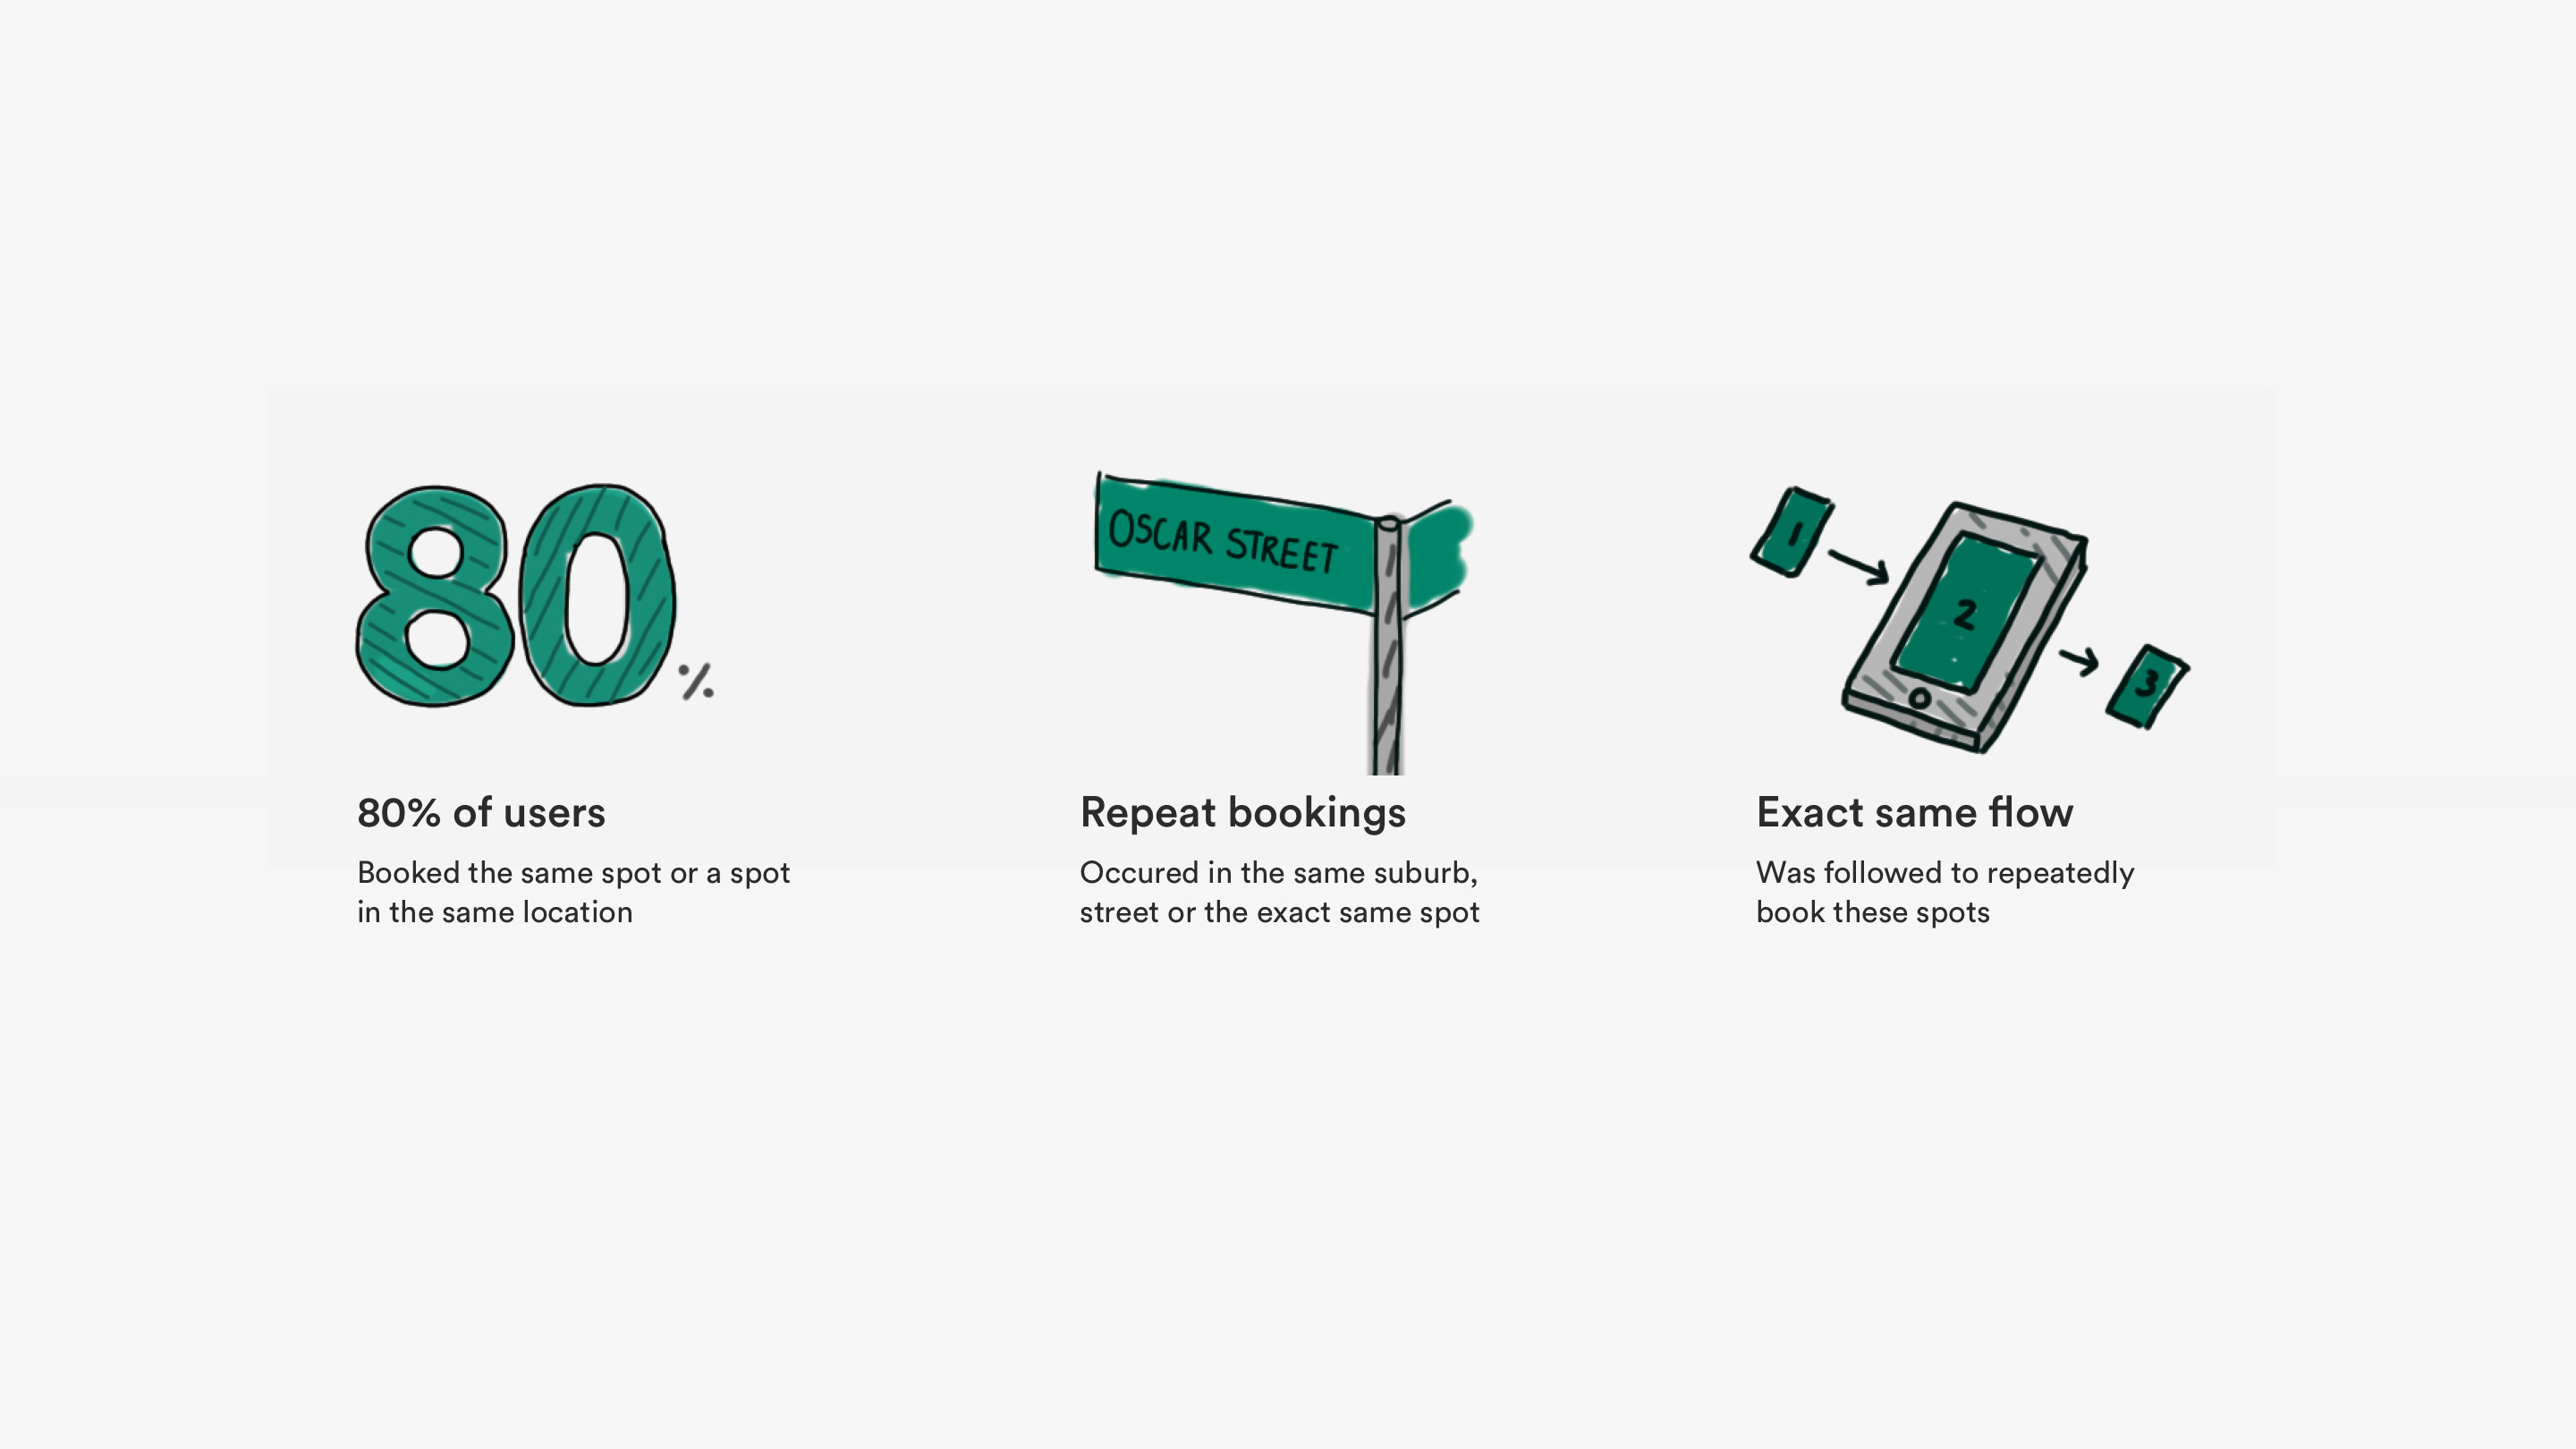 80%
OSCAR STREET
1
2
3
80% of users
Booked the same spot or a spot
in the same location
Repeat bookings
Occured in the same suburb,
street or the exact same spot
Exact same flow
Was followed to repeatedly
book these spots